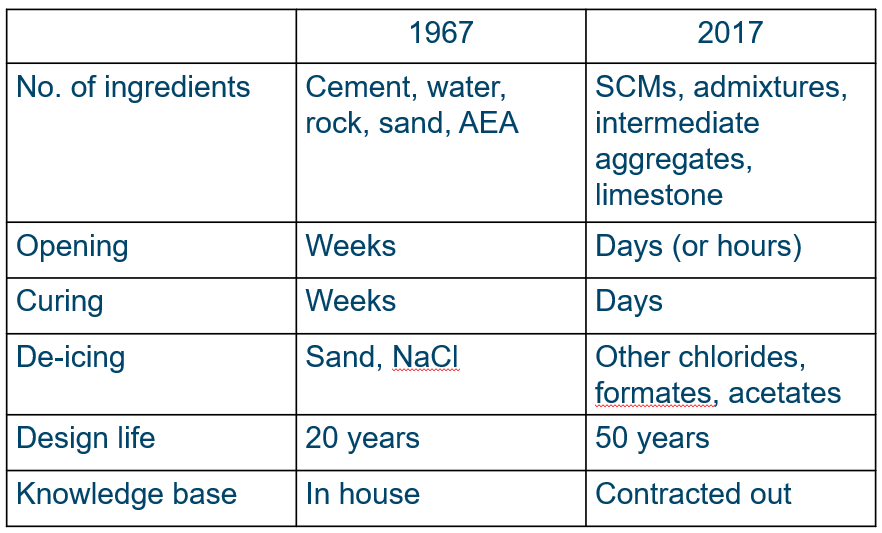 1967 2017
No. of ingredients Cement, water, SCMs, admixtures,
rock, sand, AEA intermediate
aggregates,
limestone
Opening Weeks Days (or hours)
Curing Weeks Days
De-icing Sand, NaCl Other chlorides,
formates, acetates
Design life 20 years 50 years
Knowledge base In house Contracted out